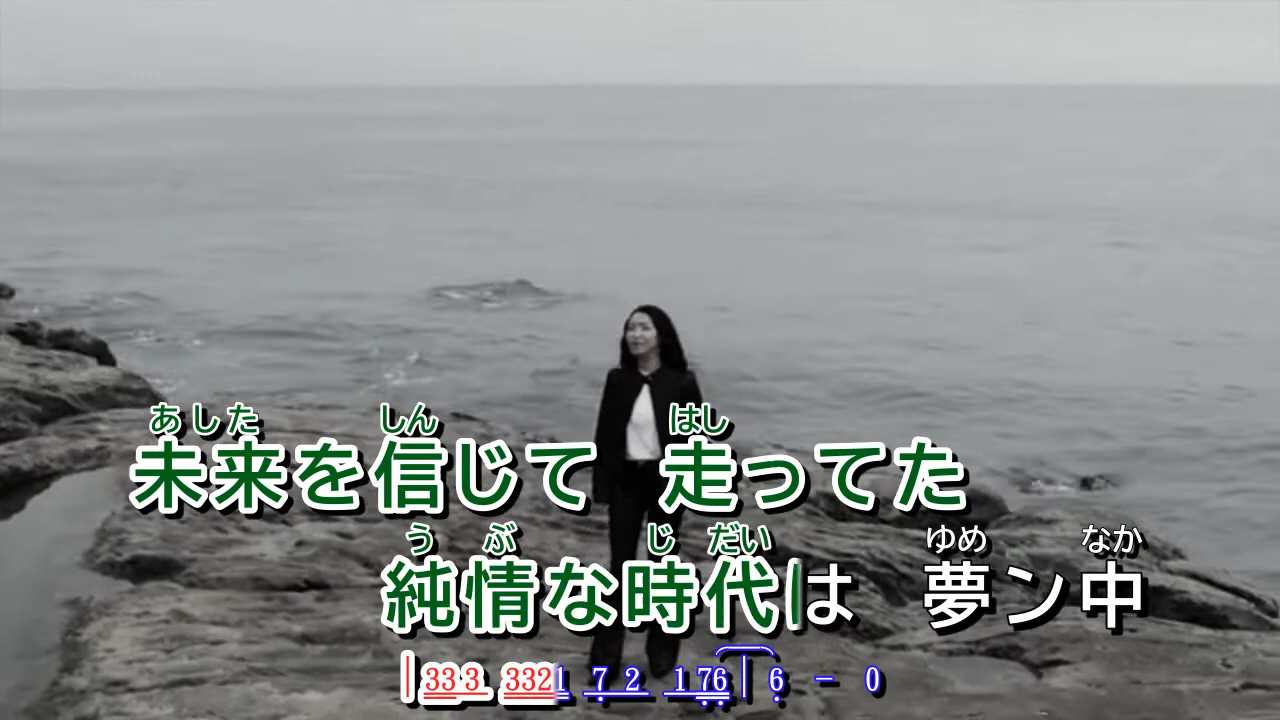 あした しん はし
未来を信じて 走ってた
うぶ じ だい ゆめ なか
純情な時代は 夢ン中
333 3321 7 2 176 6 - 0